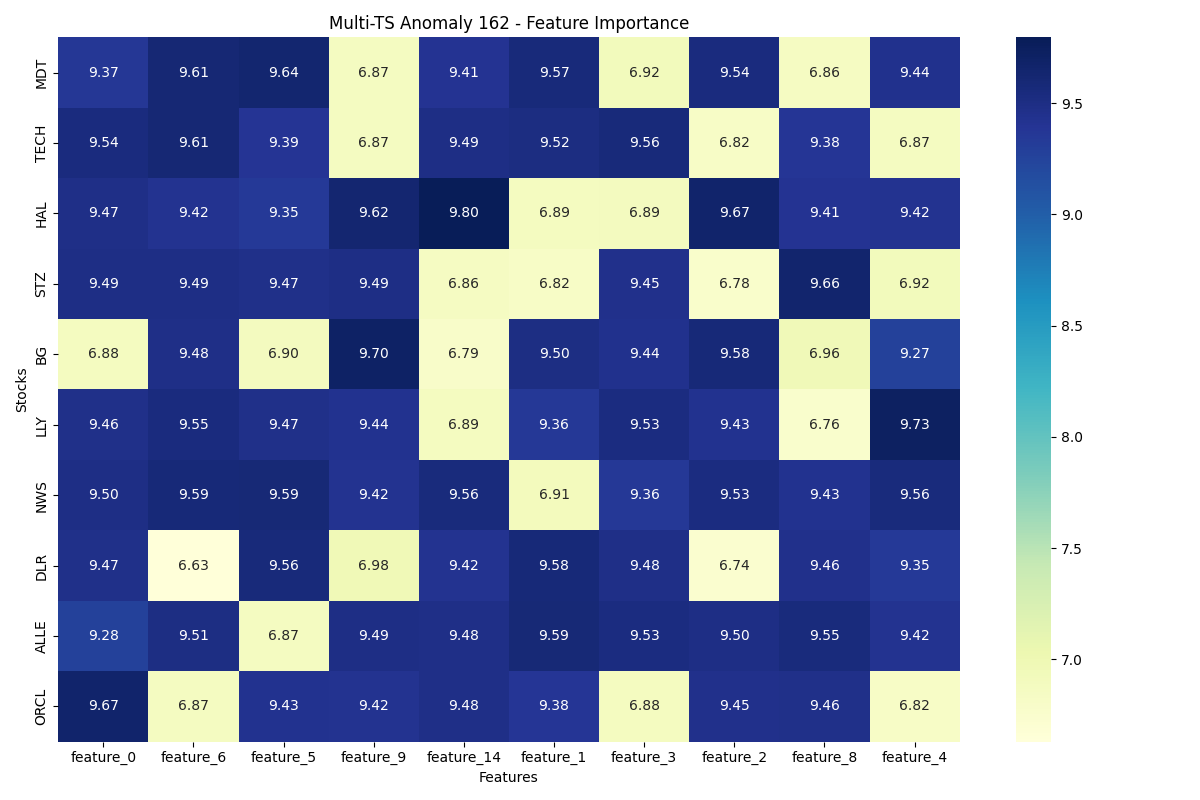 Multi-TS Anomaly 162 - Feature Importance
Stocks
MDT 9.37 9.61 9.64 6.87 9.41 9.57 6.92 9.54 6.86 9.44
TECH 9.54 9.61 9.39 6.87 9.49 9.52 9.56 6.82 9.38 6.87
HAL 9.47 9.42 9.35 9.62 9.80 6.89 6.89 9.67 9.41 9.42
STZ 9.49 9.49 9.47 9.49 6.86 6.82 9.45 6.78 9.66 6.92
BG 6.88 9.48 6.90 9.70 6.79 9.50 9.44 9.58 6.96 9.27
LLY 9.46 9.55 9.47 9.44 6.89 9.36 9.53 9.43 6.76 9.73
NWS 9.50 9.59 9.59 9.42 9.56 6.91 9.36 9.53 9.43 9.56
DLR 9.47 6.63 9.56 6.98 9.42 9.58 9.48 6.74 9.46 9.35
ALLE 9.28 9.51 6.87 9.49 9.48 9.59 9.53 9.50 9.55 9.42
ORCL 9.67 6.87 9.43 9.42 9.48 9.38 6.88 9.45 9.46 6.82
feature_0 feature_6 feature_5 feature_9 feature_14 feature_1 feature_3 feature_2 feature_8 feature_4
Features
9.5
9.0
8.5
8.0
7.5
7.0